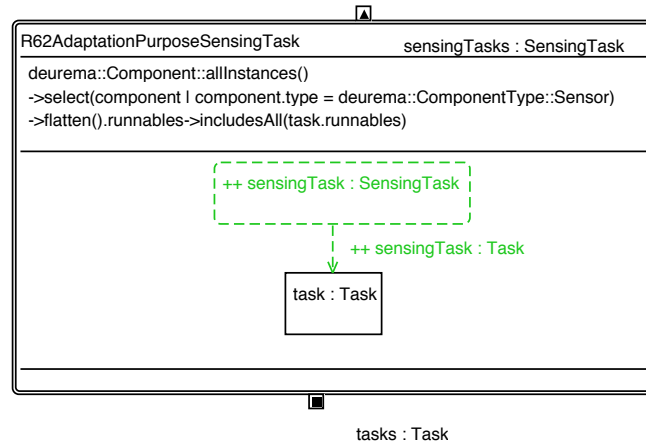 R62AdaptationPurposeSensingTask
sensingTasks : SensingTask
deurema::Component::allInstances()
->select(component | component.type = deurema::ComponentType::Sensor)
->flatten().runnables->includesAll(task.runnables)
++ sensingTask : SensingTask
++ sensingTask : Task
task : Task
tasks : Task